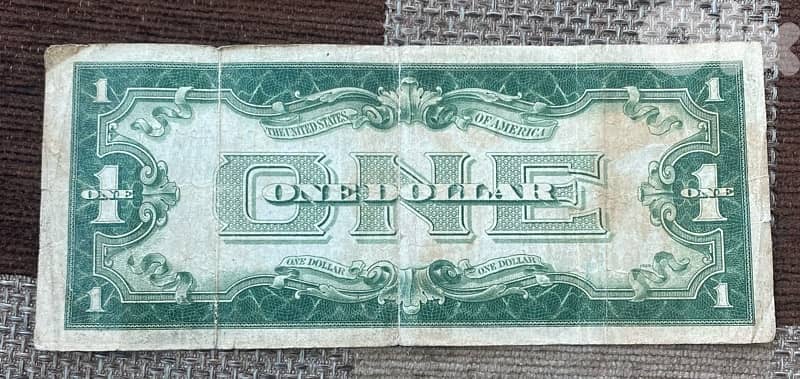 1 1
THE UNITED STATES OF AMERICA
ONE
ONE 1 ONE DOLLAR ONE 1
ONE DOLLAR ONE DOLLAR
1 1